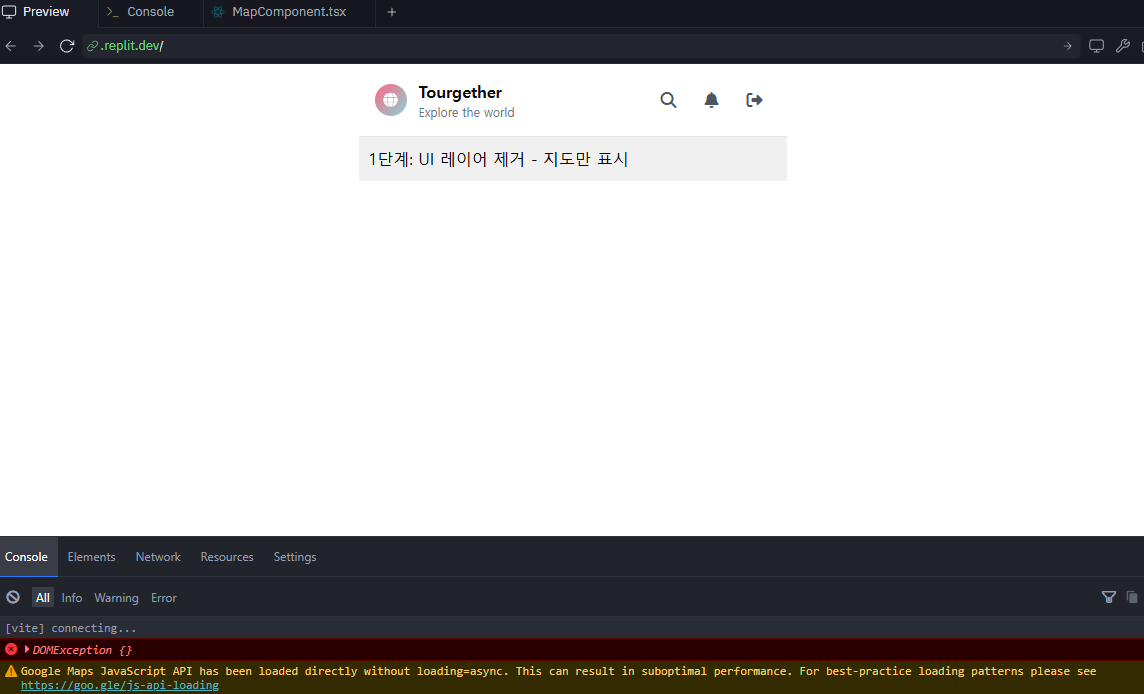 Preview
Console
MapComponent.tsx
.replit.dev/
Tourgether
Explore the world
1단계: UI 레이어 제거 - 지도만 표시
Console Elements Network Resources Settings
All Info Warning Error
[vite] connecting...
DOMException {}
Google Maps JavaScript API has been loaded directly without loading=async. This can result in suboptimal performance. For best-practice loading patterns please see
https://goo.gle/js-api-loading